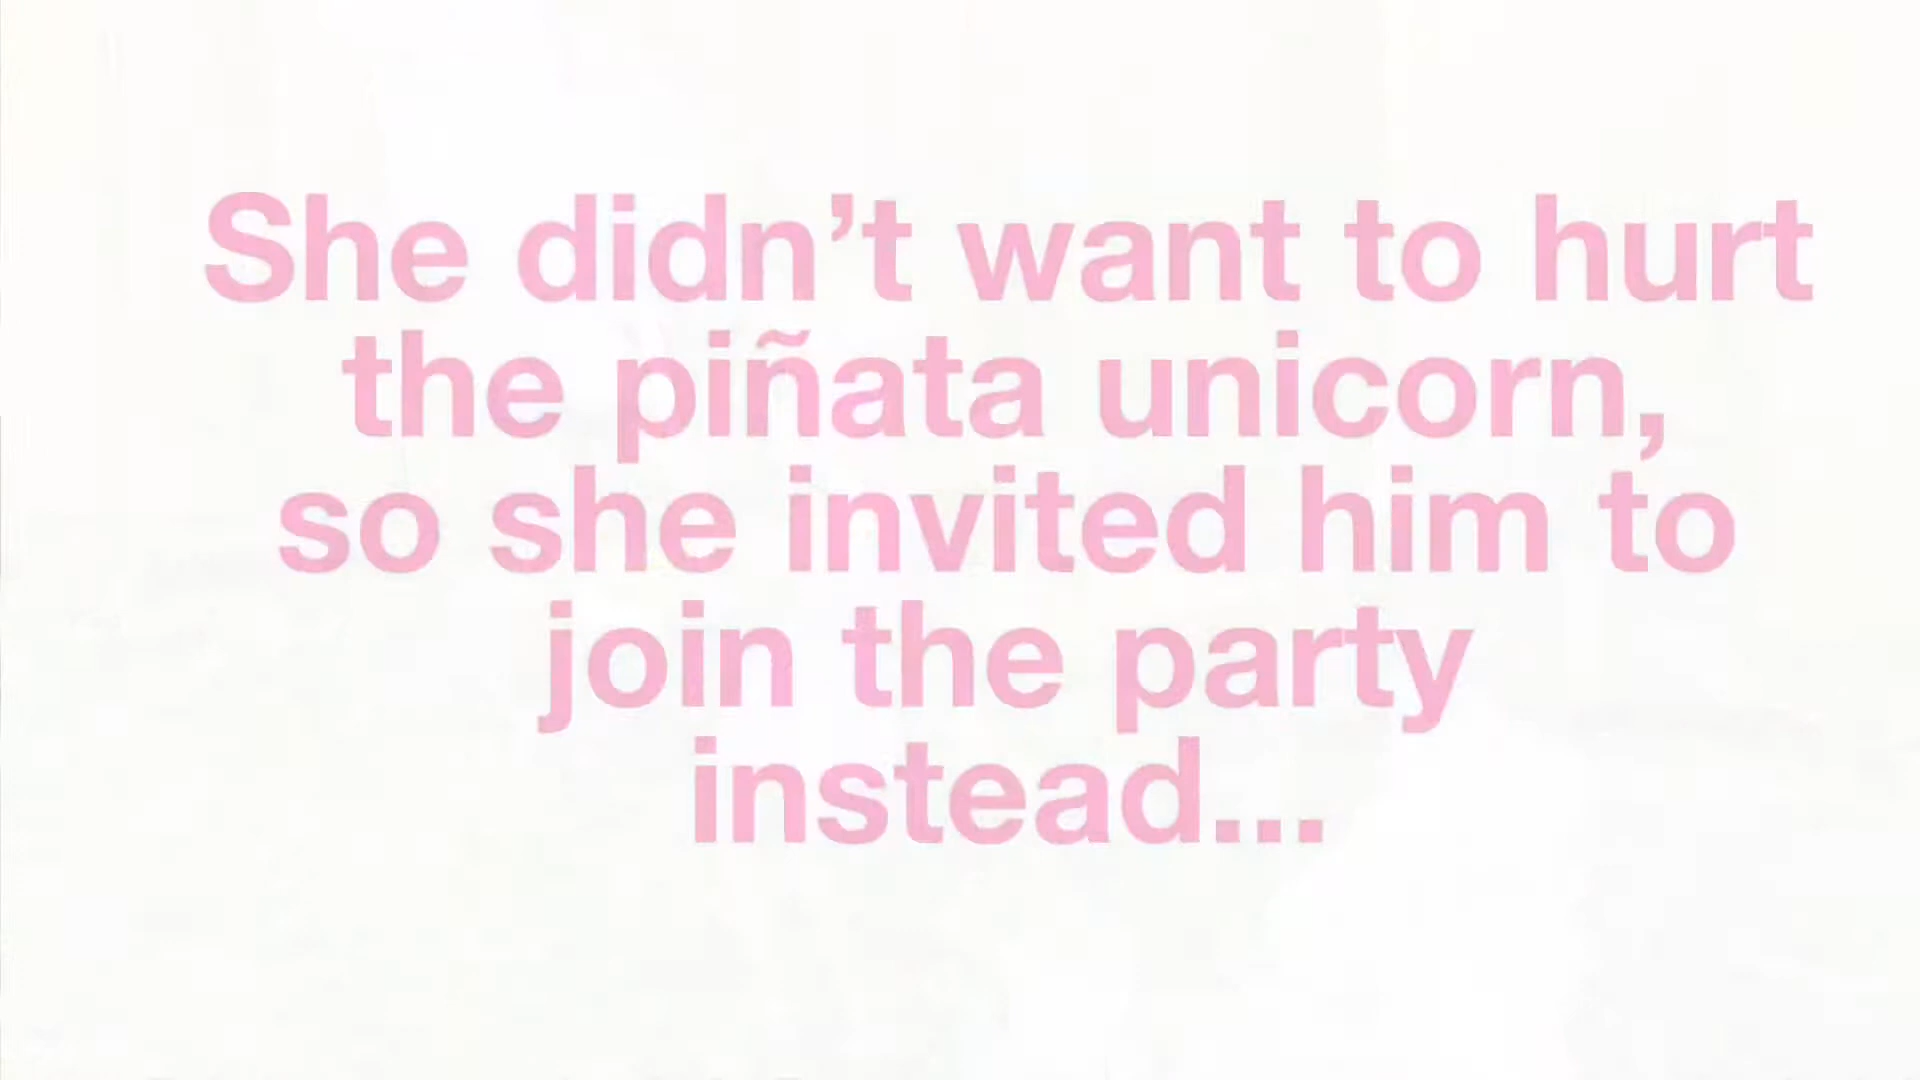 She didn’t want to hurt
the piñata unicorn,
so she invited him to
join the party
instead...